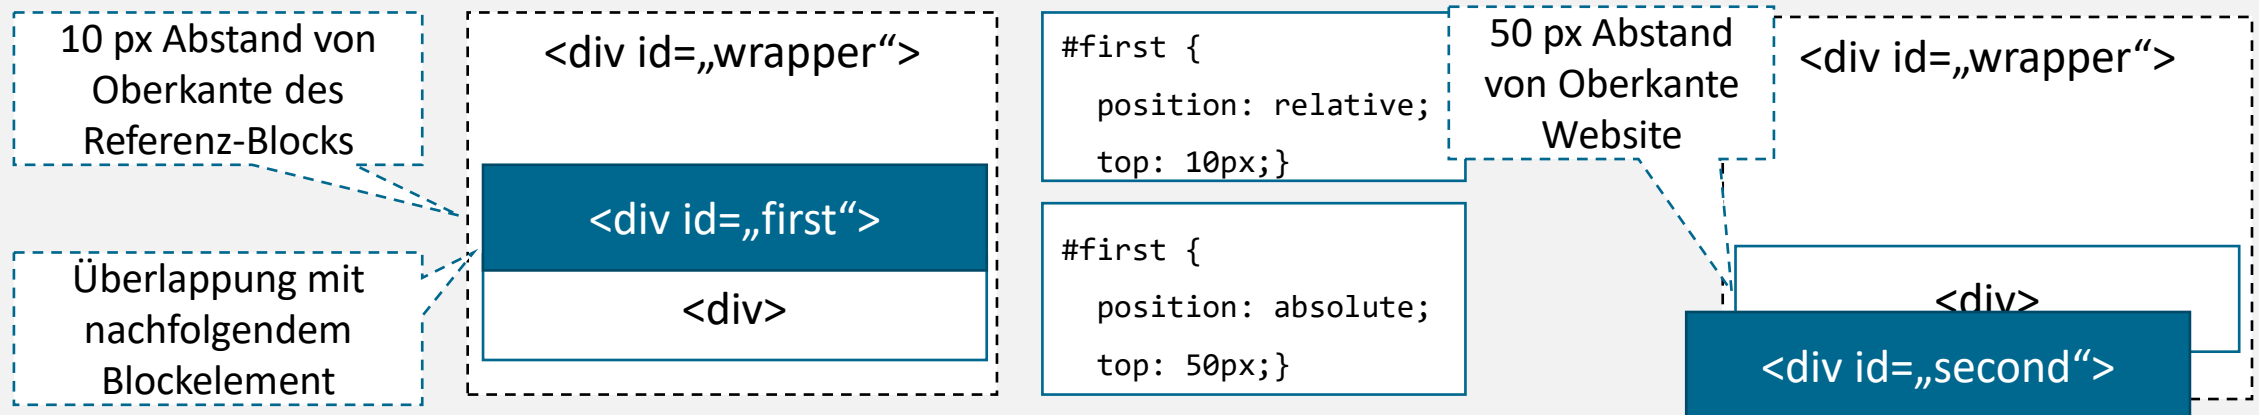 10 px Abstand von
Oberkante des
Referenz-Blocks
Überlappung mit
nachfolgendem
Blockelement
<div id=„wrapper“>
<div id=„first“>
<div>
#first {
position: relative;
top: 10px;}
#first {
position: absolute;
top: 50px;}
50 px Abstand
von Oberkante
Website
<div id=„wrapper“>
<div>
<div id=„second“>